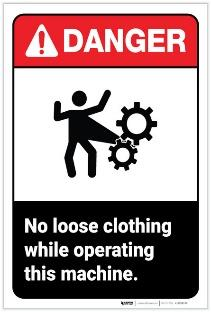 DANGER
No loose clothing
while operating
this machine.